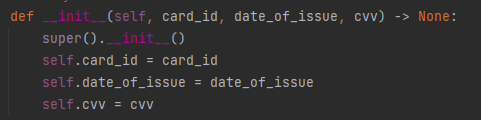 def __init__(self, card_id, date_of_issue, cvv) -> None:
    super().__init__()
    self.card_id = card_id
    self.date_of_issue = date_of_issue
    self.cvv = cvv